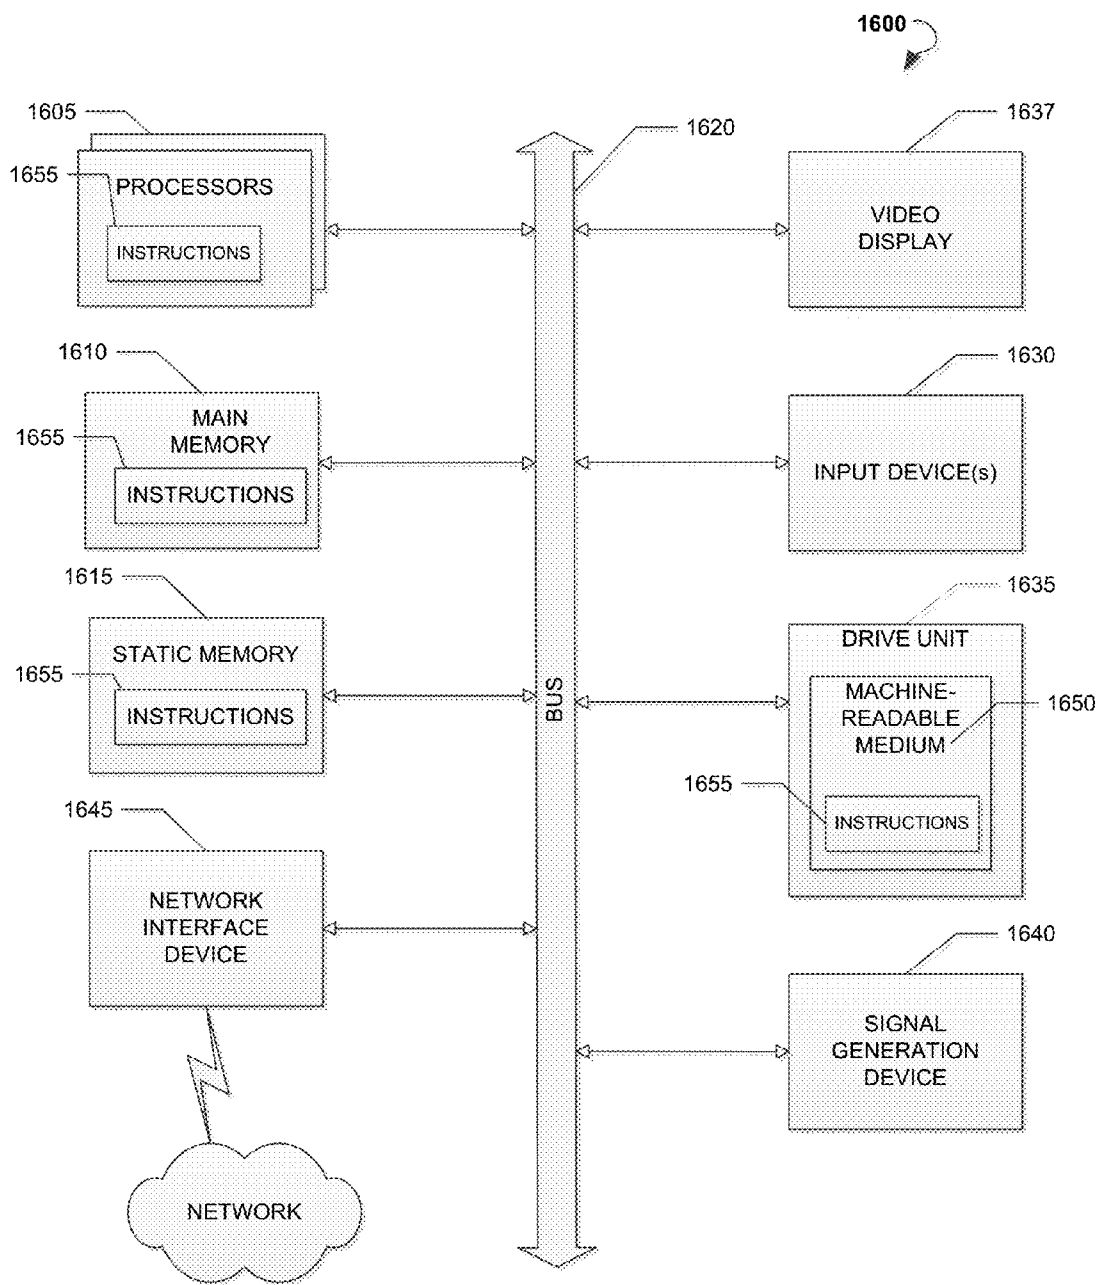 1600
1605
1655
PROCESSORS
INSTRUCTIONS
1620
1637
VIDEO
DISPLAY
1610
MAIN
MEMORY
1655
INSTRUCTIONS
1630
INPUT DEVICE(s)
1615
STATIC MEMORY
1655
INSTRUCTIONS
BUS
1635
DRIVE UNIT
MACHINE-
READABLE
MEDIUM
1650
1655
INSTRUCTIONS
1645
NETWORK
INTERFACE
DEVICE
1640
SIGNAL
GENERATION
DEVICE
NETWORK